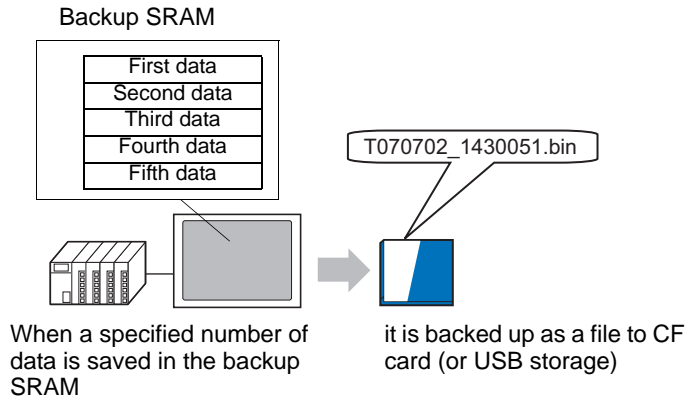 Backup SRAM
First data
Second data
Third data
Fourth data
Fifth data
T070702_1430051.bin
When a specified number of
data is saved in the backup
SRAM
it is backed up as a file to CF
card (or USB storage)